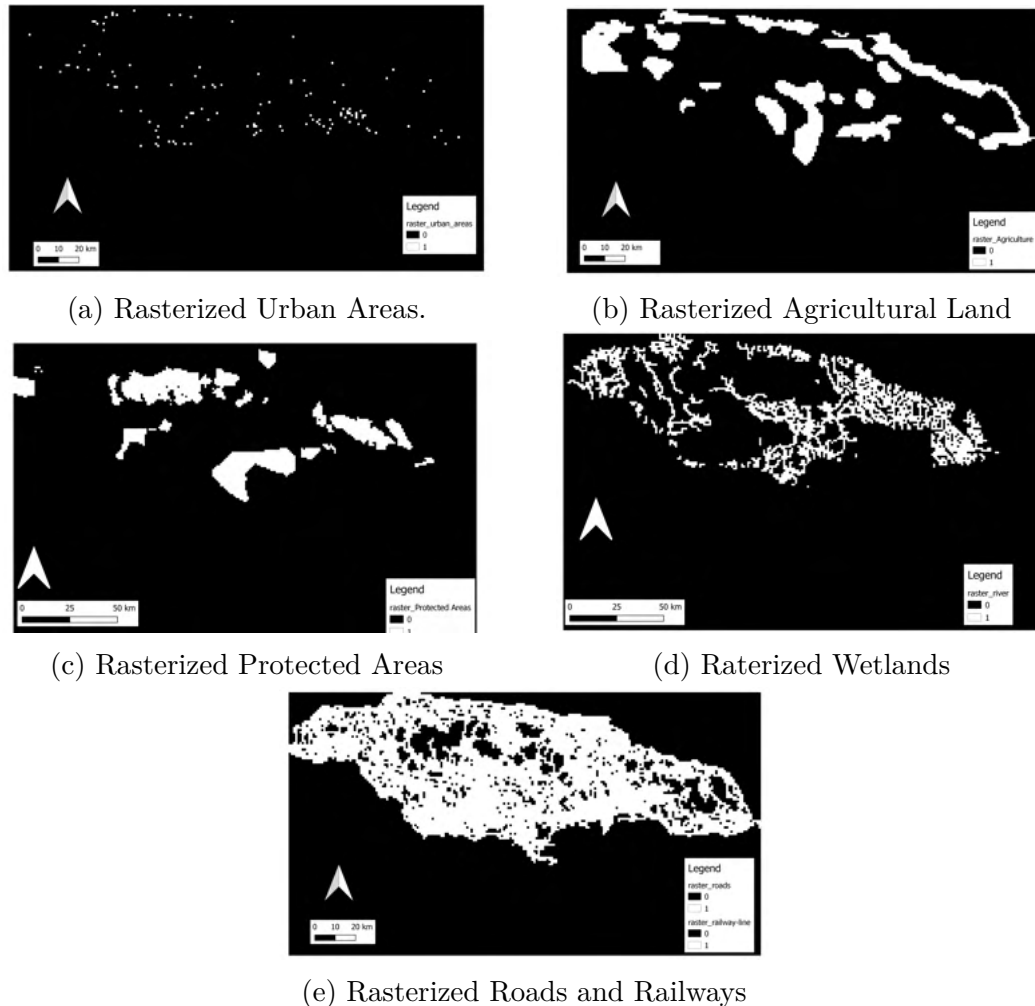 Legend
raster_urban_areas
0
1
0 10 20 km
(a) Rasterized Urban Areas.
Legend
raster_Agriculture
0
1
0 10 20 km
(b) Rasterized Agricultural Land
Legend
raster_Protected Areas
0
1
0 25 50 km
(c) Rasterized Protected Areas
Legend
raster_river
0
1
0 25 50 km
(d) Raterized Wetlands
Legend
raster_roads
0
1
raster_railway-line
0
1
0 10 20 km
(e) Rasterized Roads and Railways